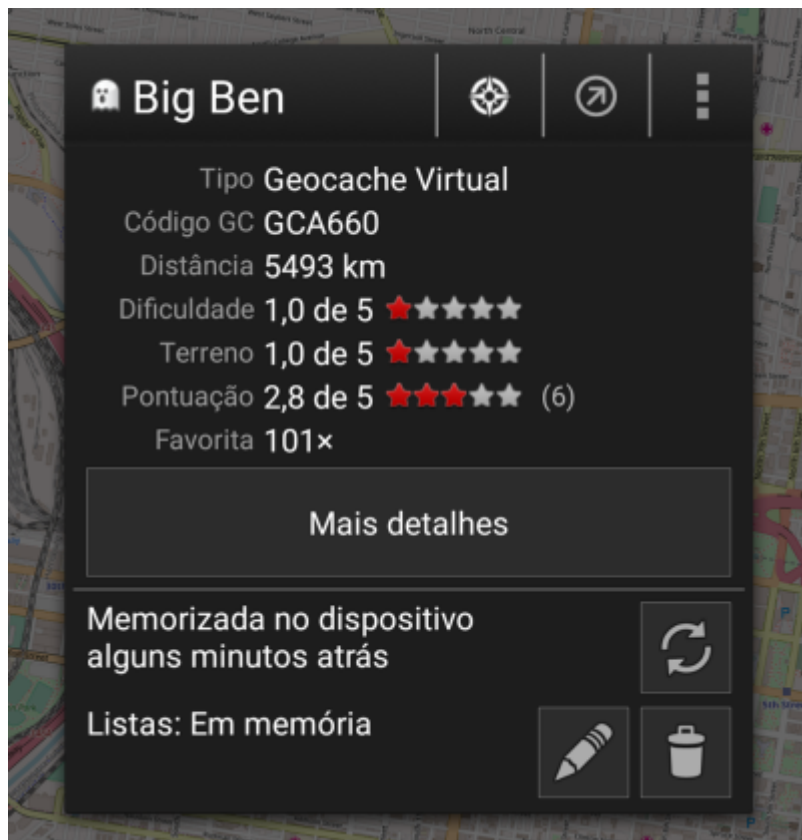 North Central
Big Ben
Tipo Geocache Virtual
Código GC GCA660
Distância 5493 km
Dificuldade 1,0 de 5
Terreno 1,0 de 5
Pontuação 2,8 de 5 (6)
Favorita 101×
Mais detalhes
Memorizada no dispositivo
alguns minutos atrás
Listas: Em memória
P
P